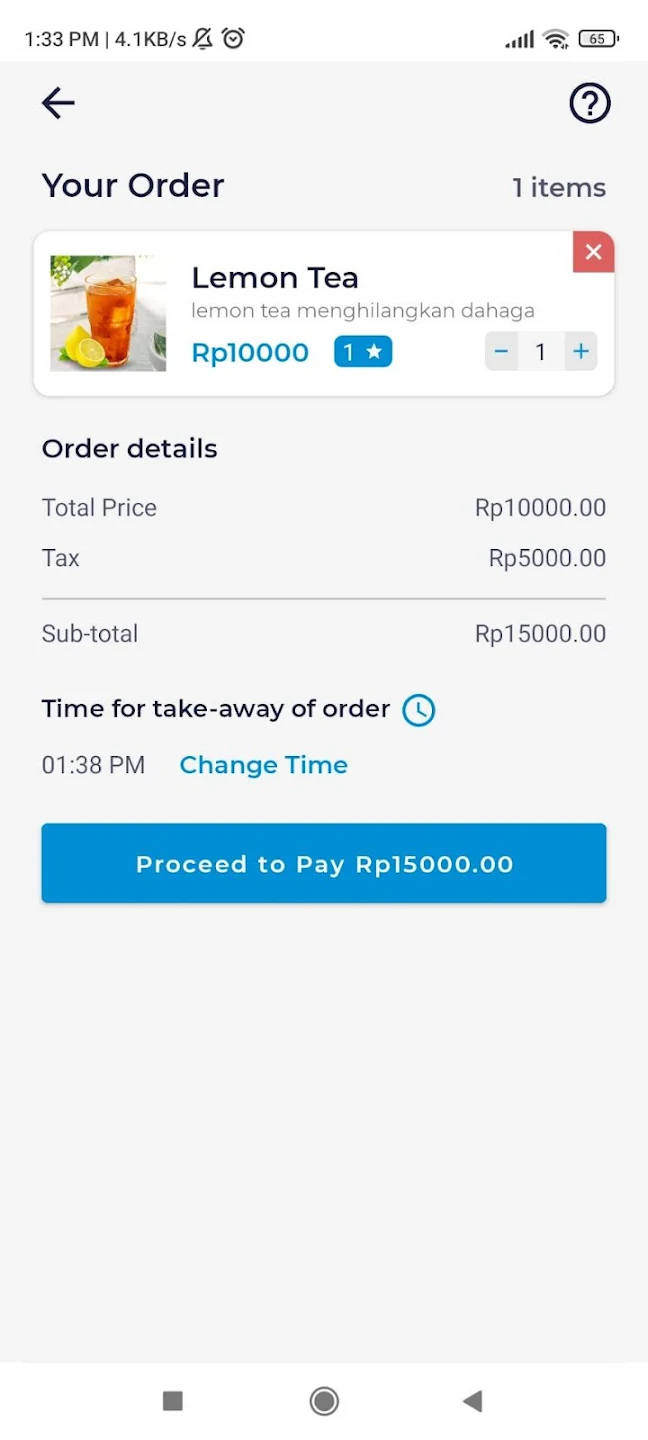 1:33 PM | 4.1KB/s 65
Your Order 1 items
Lemon Tea
lemon tea menghilangkan dahaga
Rp10000 1 ★ − 1 +
Order details
Total Price Rp10000.00
Tax Rp5000.00
Sub-total Rp15000.00
Time for take-away of order
01:38 PM Change Time
Proceed to Pay Rp15000.00